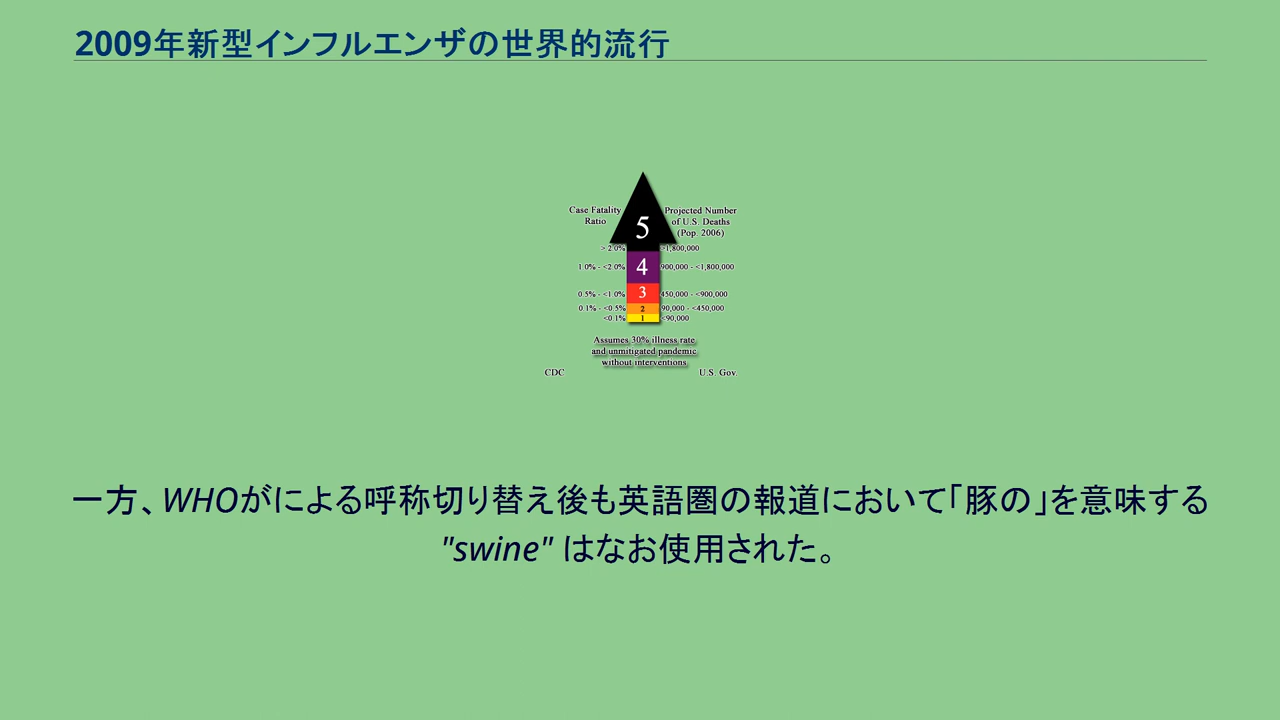 2009年新型インフルエンザの世界的流行
Case Fatality Ratio
Projected Number of U.S. Deaths (Pop. 2006)
5
> 2.0% >1,800,000
1.0% - <2.0% 4 900,000 - <1,800,000
0.5% - <1.0% 3 450,000 - <900,000
0.1% - <0.5% 2 90,000 - <450,000
<0.1% 1 <90,000
Assumes 30% illness rate
and unmitigated pandemic
without interventions.
CDC U.S. Gov.
一方、WHOがによる呼称切り替え後も英語圏の報道において「豚の」を意味する
"swine" はなお使用された。